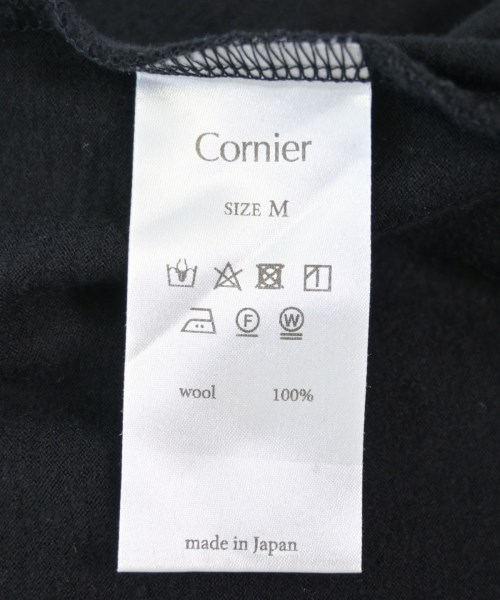 Cornier
SIZE M
F W
wool 100%
made in Japan